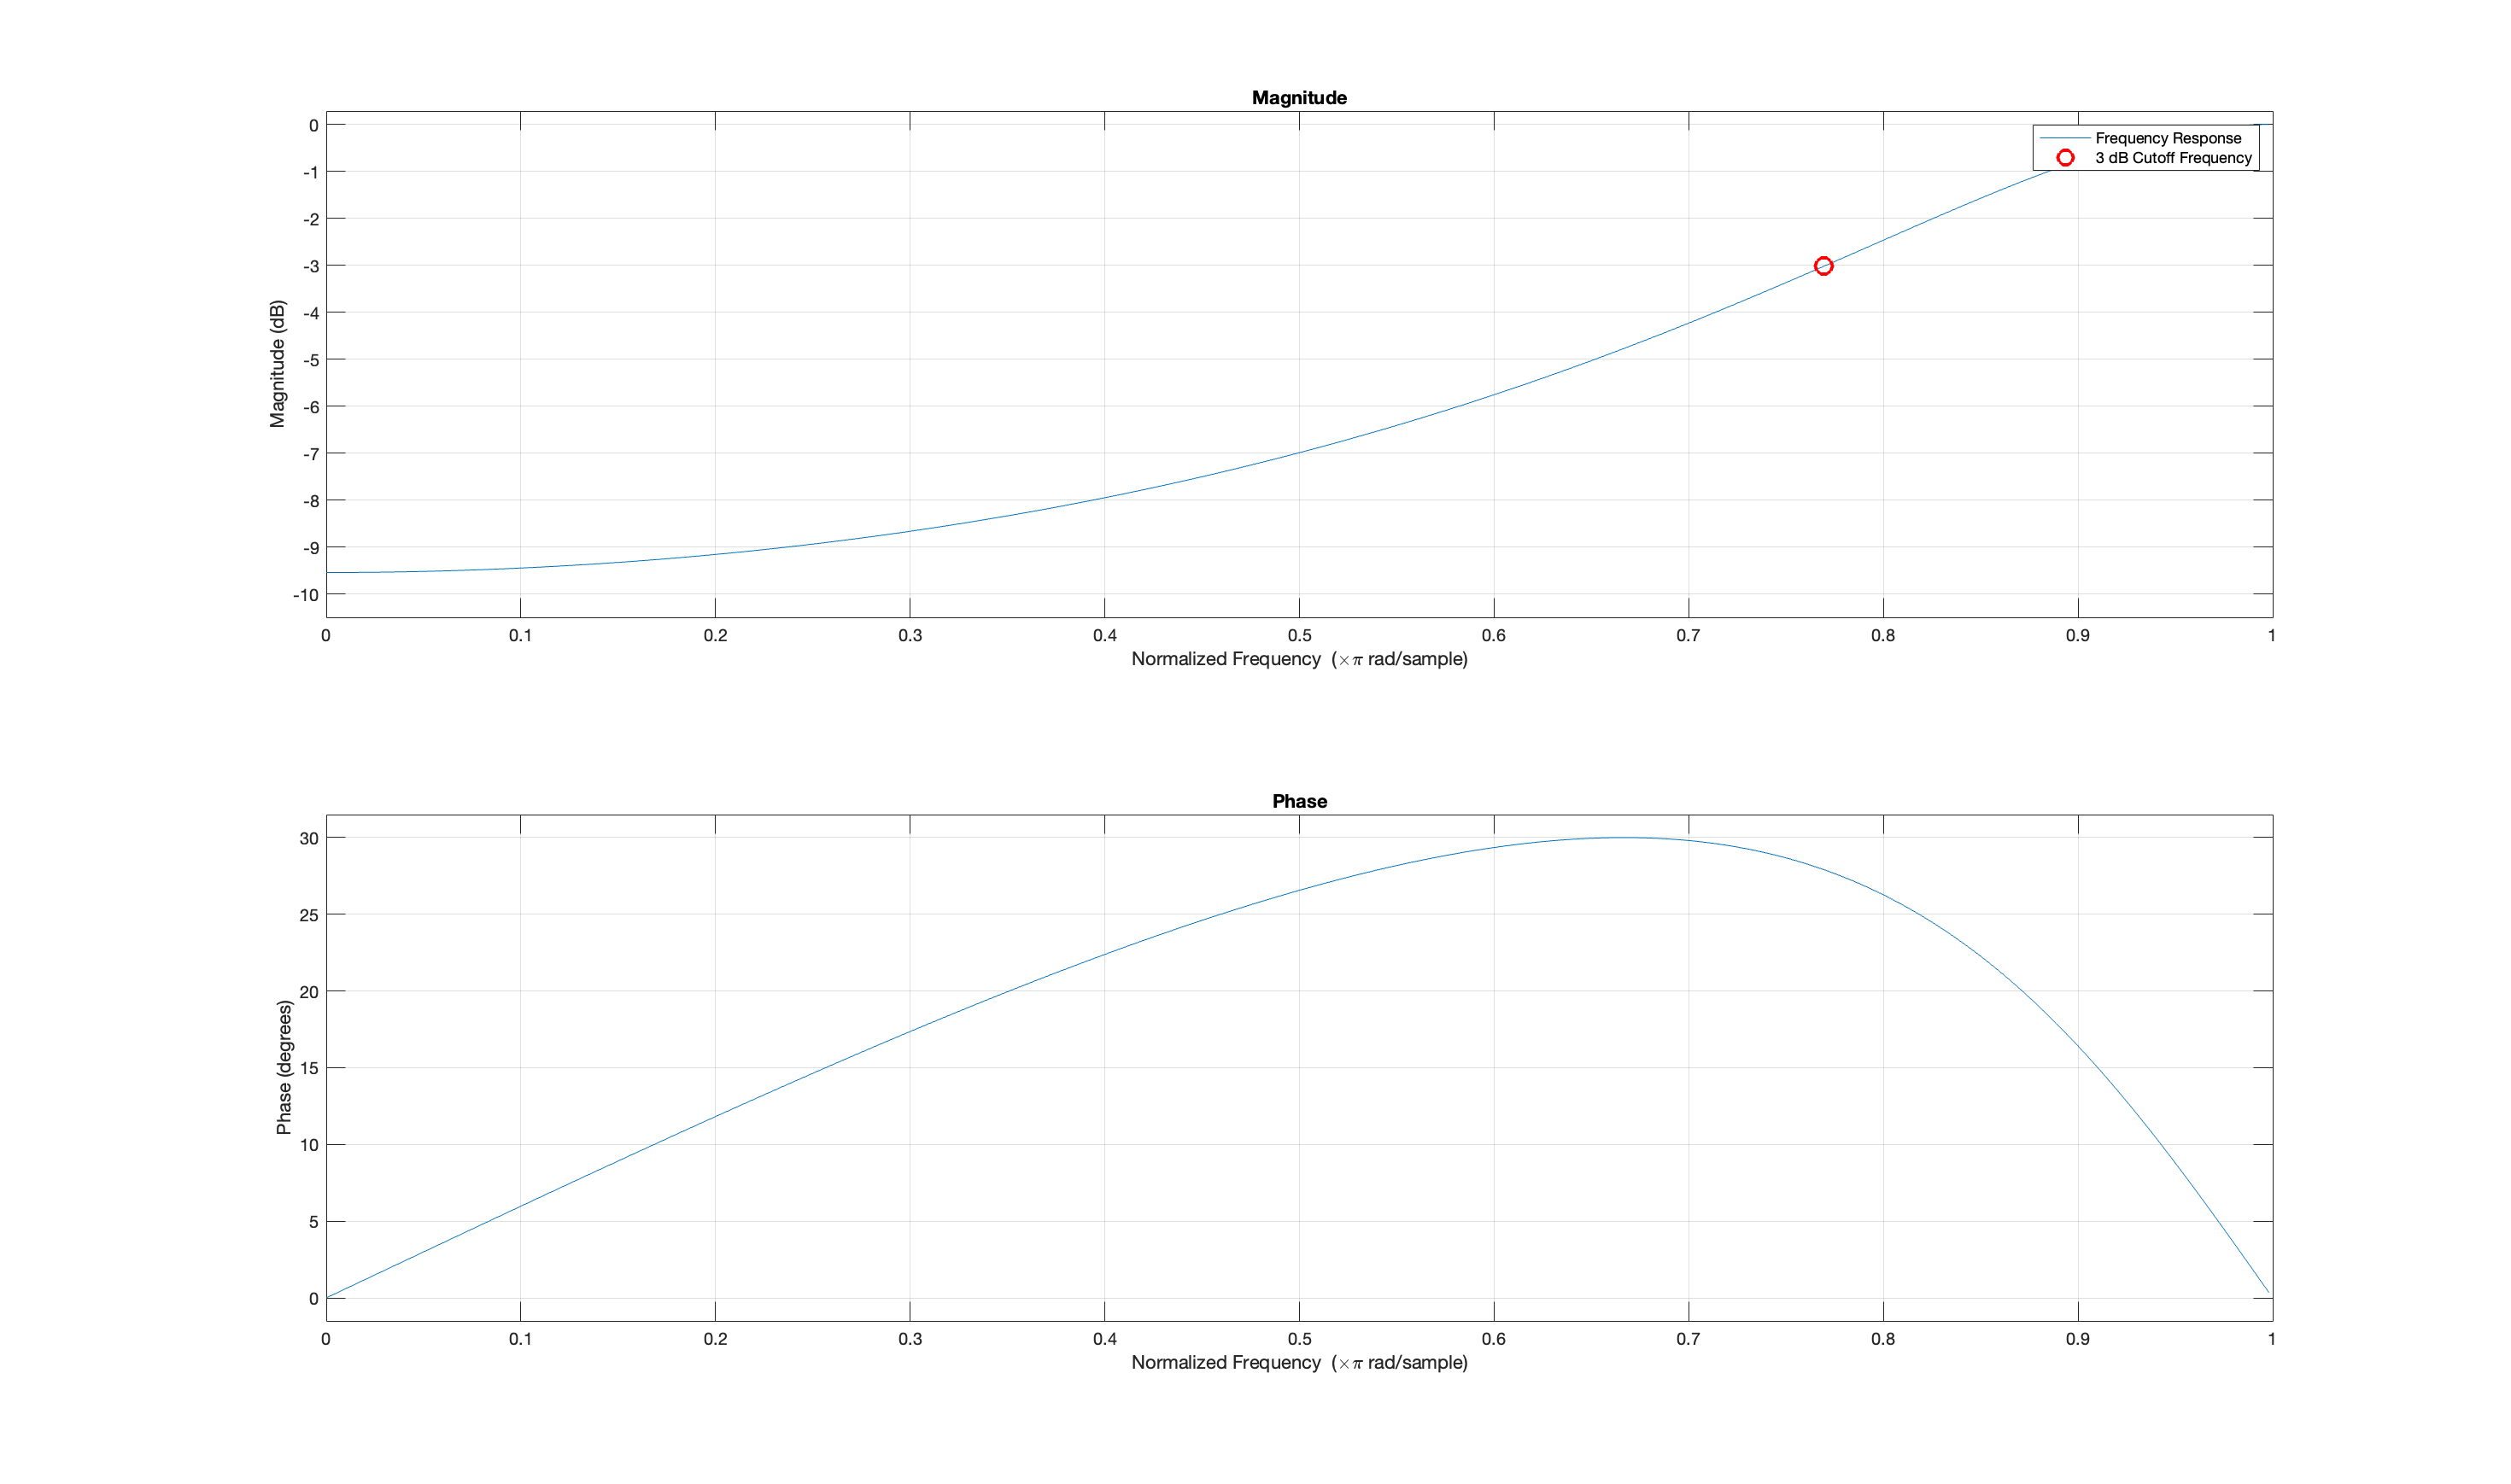 Magnitude
Frequency Response
3 dB Cutoff Frequency
Magnitude (dB)
0
-1
-2
-3
-4
-5
-6
-7
-8
-9
-10
0 0.1 0.2 0.3 0.4 0.5 0.6 0.7 0.8 0.9 1
Normalized Frequency (×π rad/sample)
Phase
Phase (degrees)
30
25
20
15
10
5
0
0 0.1 0.2 0.3 0.4 0.5 0.6 0.7 0.8 0.9 1
Normalized Frequency (×π rad/sample)